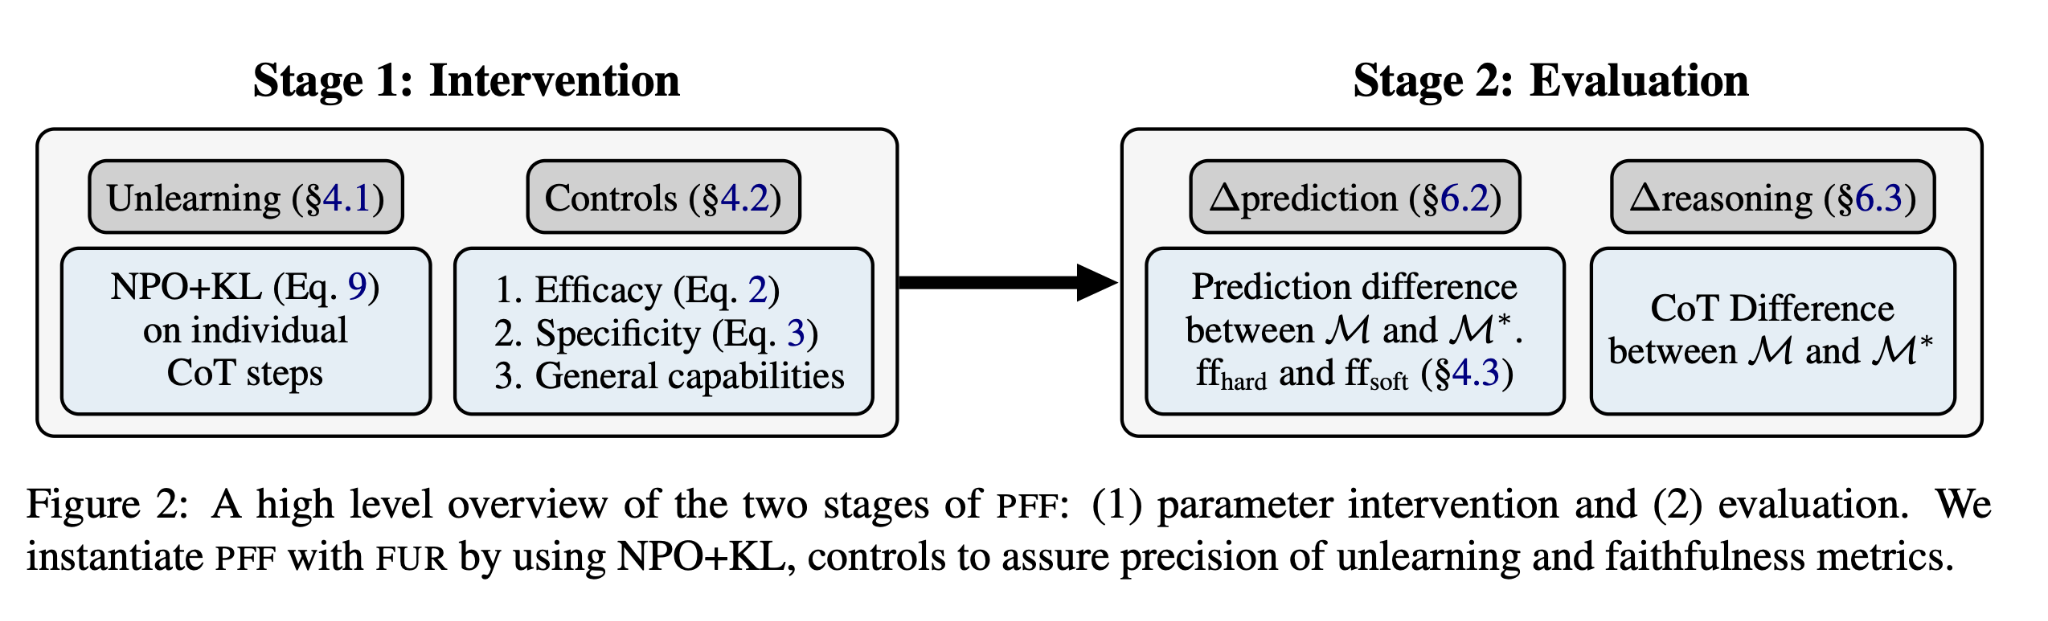 Stage 1: Intervention
Unlearning (§4.1)
NPO+KL (Eq. 9)
on individual
CoT steps
Controls (§4.2)
1. Efficacy (Eq. 2)
2. Specificity (Eq. 3)
3. General capabilities
Stage 2: Evaluation
Δprediction (§6.2)
Prediction difference
between ℳ and ℳ*.
ff_hard and ff_soft (§4.3)
Δreasoning (§6.3)
CoT Difference
between ℳ and ℳ*
Figure 2: A high level overview of the two stages of PFF: (1) parameter intervention and (2) evaluation. We
instantiate PFF with FUR by using NPO+KL, controls to assure precision of unlearning and faithfulness metrics.